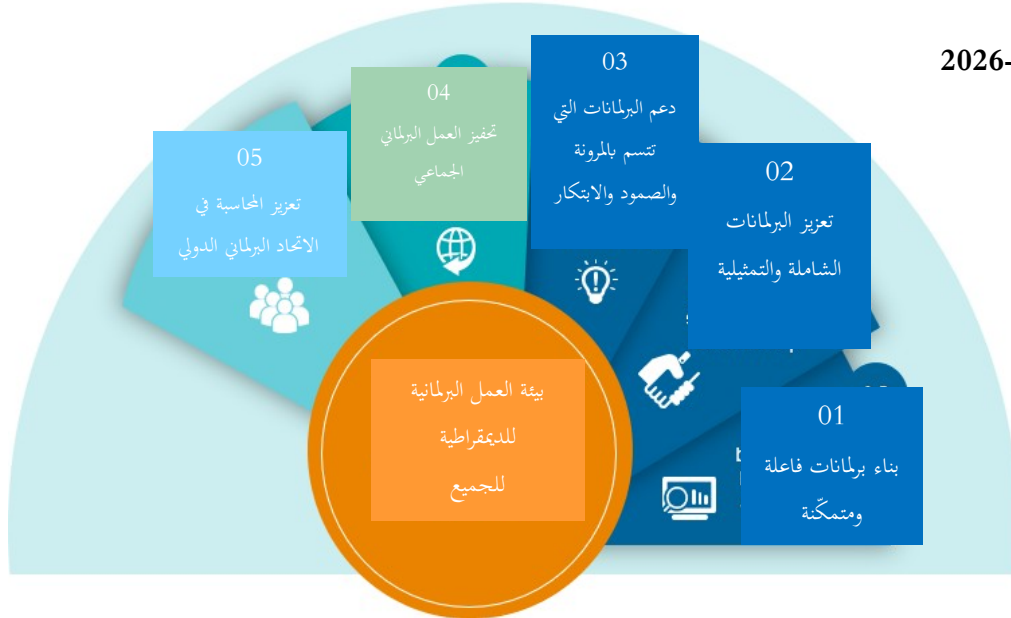 2026-
01
بناء برلمانات فاعلة
ومتمكّنة
02
تعزيز البرلمانات
الشاملة والتمثيلية
03
دعم البرلمانات التي
تتسم بالمرونة
والصمود والابتكار
04
تحفيز العمل البرلماني
الجماعي
05
تعزيز المحاسبة في
الاتحاد البرلماني الدولي
بيئة العمل البرلمانية
للديمقراطية
للجميع